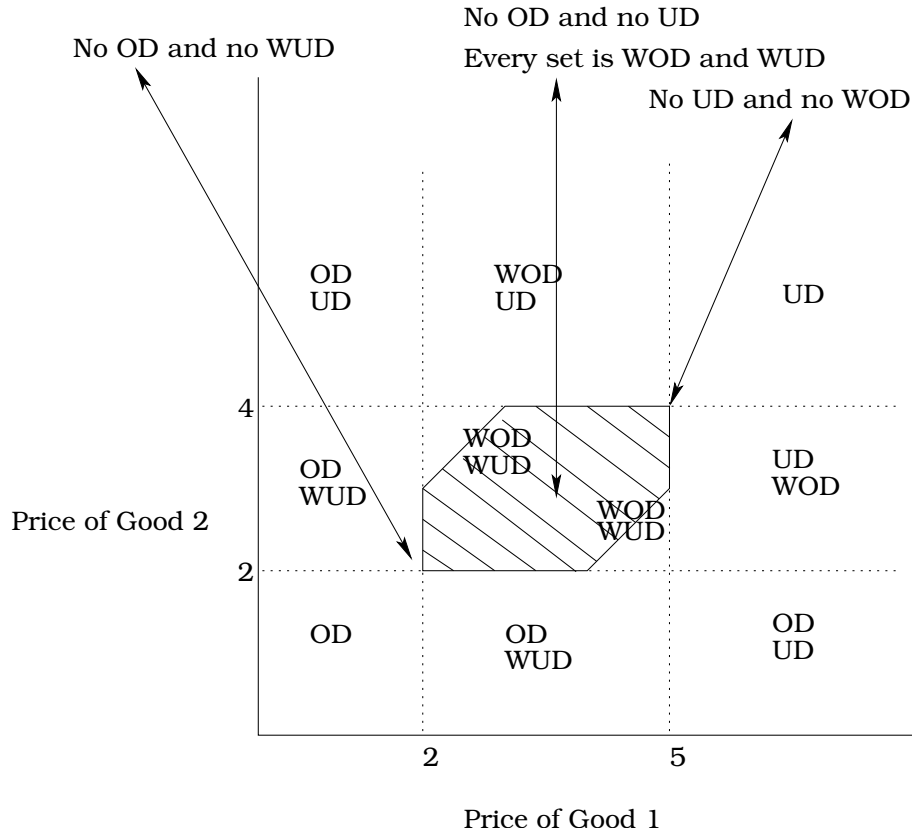 No OD and no UD
No OD and no WUD
Every set is WOD and WUD
No UD and no WOD
OD
UD
WOD
UD
UD
4
WOD
WUD
OD
WUD
UD
WOD
WOD
WUD
Price of Good 2
2
OD
OD
WUD
OD
UD
2
5
Price of Good 1